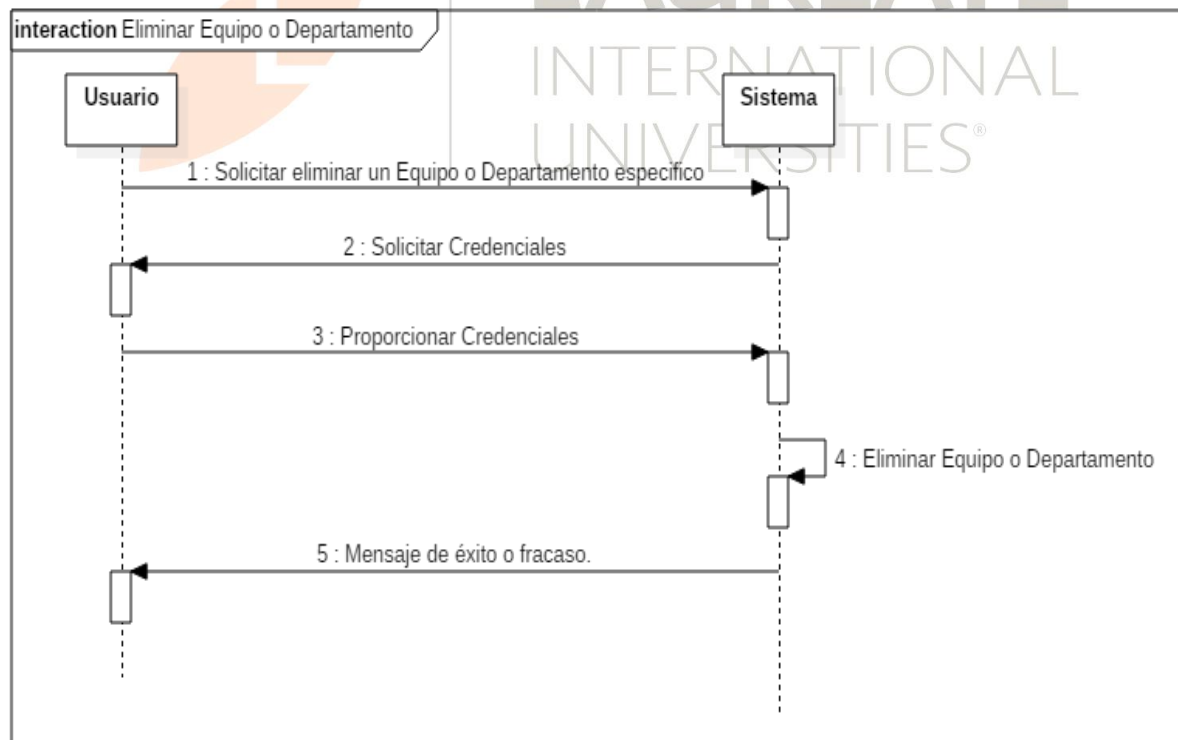 interaction Eliminar Equipo o Departamento
INTERNATIONAL
UNIVERSITIES®
Usuario
Sistema
1 : Solicitar eliminar un Equipo o Departamento especifico
2 : Solicitar Credenciales
3 : Proporcionar Credenciales
4 : Eliminar Equipo o Departamento
5 : Mensaje de éxito o fracaso.